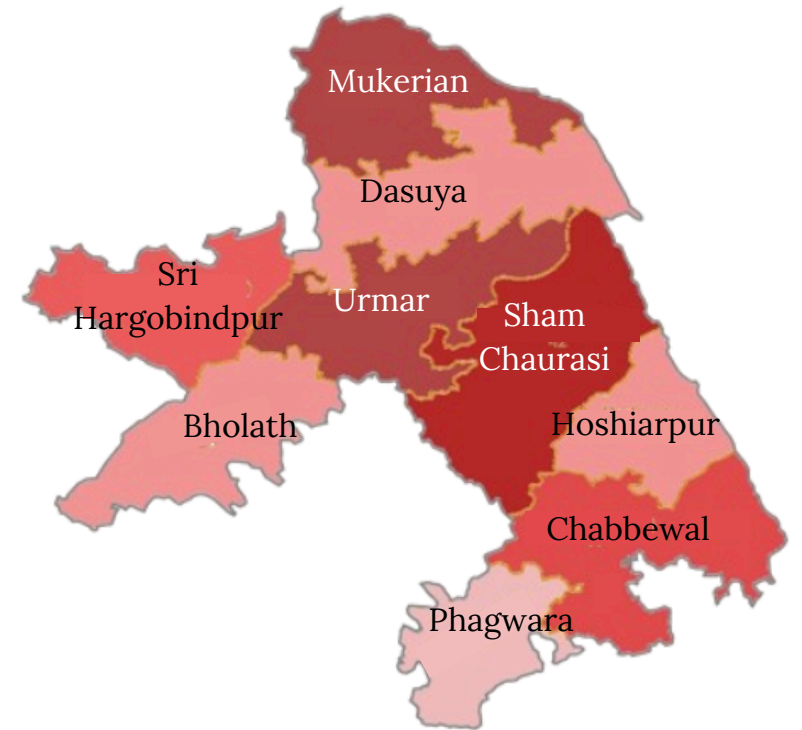 Mukerian
Dasuya
Sri
Hargobindpur
Urmar
Sham
Chaurasi
Bholath
Hoshiarpur
Chabbewal
Phagwara